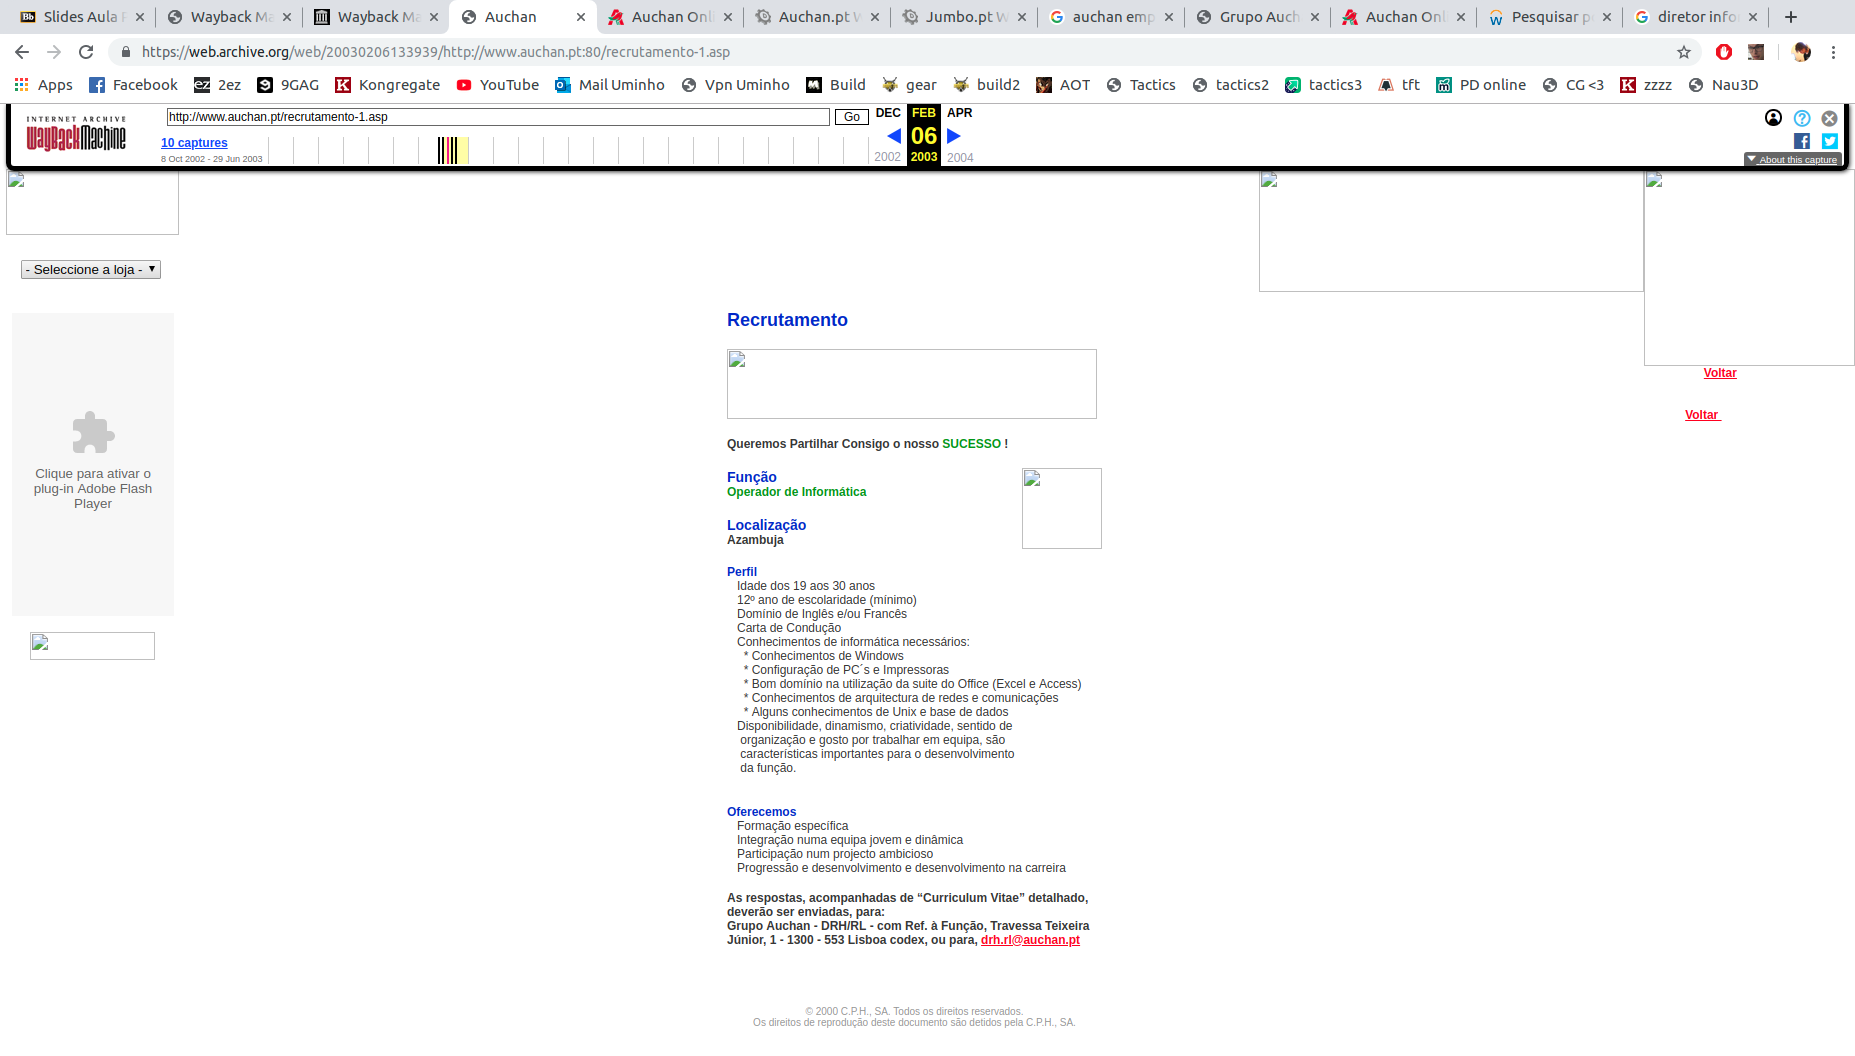 Slides Aula P
Wayback Ma
Wayback Ma
Auchan
Auchan Onli
Auchan.pt W
Jumbo.pt W
auchan emp
Grupo Auch
Auchan Onli
Pesquisar p
diretor infor
https://web.archive.org/web/20030206133939/http://www.auchan.pt:80/recrutamento-1.asp
Apps Facebook 2ez 9GAG Kongregate YouTube Mail Uminho Vpn Uminho Build gear build2 AOT Tactics tactics2 tactics3 tft PD online CG <3 zzzz Nau3D
INTERNET ARCHIVE
WayBackMachine
http://www.auchan.pt/recrutamento-1.asp Go
DEC FEB APR
10 captures
8 Oct 2002 - 29 Jun 2003
06
2002 2003 2004
About this capture
- Seleccione a loja -
Clique para ativar o
plug-in Adobe Flash
Player
Recrutamento
Queremos Partilhar Consigo o nosso SUCESSO !
Função
Operador de Informática
Localização
Azambuja
Perfil
Idade dos 19 aos 30 anos
12º ano de escolaridade (mínimo)
Domínio de Inglês e/ou Francês
Carta de Condução
Conhecimentos de informática necessários:
* Conhecimentos de Windows
* Configuração de PC´s e Impressoras
* Bom domínio na utilização da suite do Office (Excel e Access)
* Conhecimentos de arquitectura de redes e comunicações
* Alguns conhecimentos de Unix e base de dados
Disponibilidade, dinamismo, criatividade, sentido de
organização e gosto por trabalhar em equipa, são
características importantes para o desenvolvimento
da função.
Oferecemos
Formação específica
Integração numa equipa jovem e dinâmica
Participação num projecto ambicioso
Progressão e desenvolvimento e desenvolvimento na carreira
As respostas, acompanhadas de “Curriculum Vitae” detalhado,
deverão ser enviadas, para:
Grupo Auchan - DRH/RL - com Ref. à Função, Travessa Teixeira
Júnior, 1 - 1300 - 553 Lisboa codex, ou para, drh.rl@auchan.pt
Voltar
Voltar
© 2000 C.P.H., SA. Todos os direitos reservados.
Os direitos de reprodução deste documento são detidos pela C.P.H., SA.